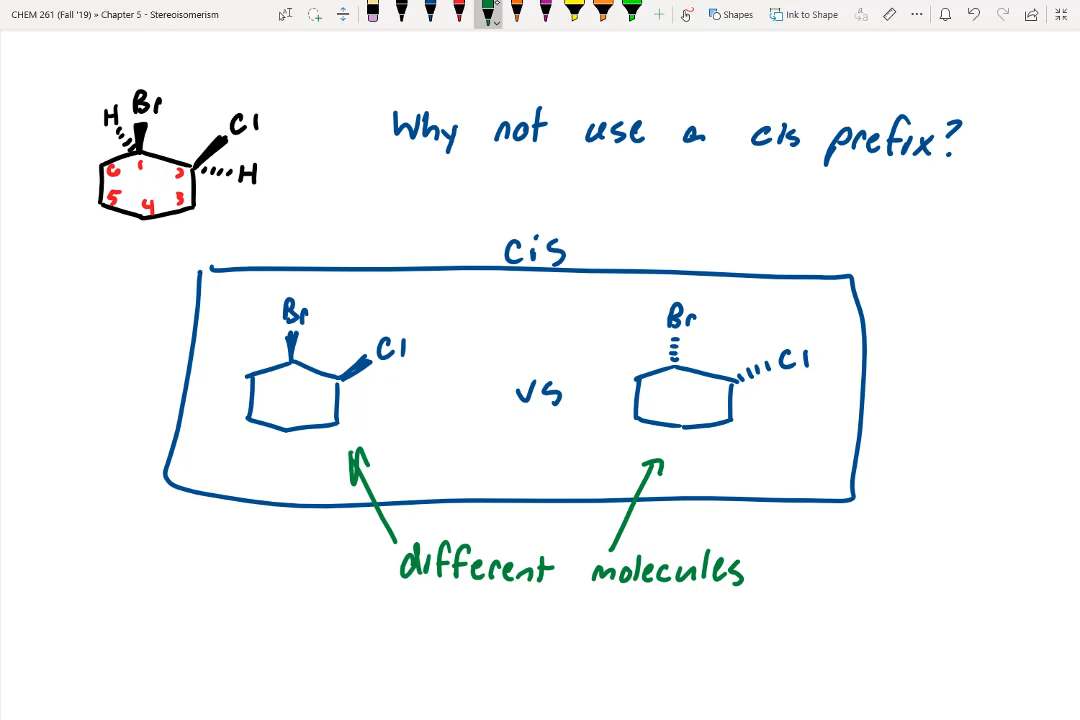 CHEM 261 (Fall '19) » Chapter 5 - Stereoisomerism
Shapes
Ink to Shape
H Br
Cl
H
6 1 2
5 4 3
Why not use a cis prefix?
cis
Br
Cl
vs
Br
Cl
different molecules